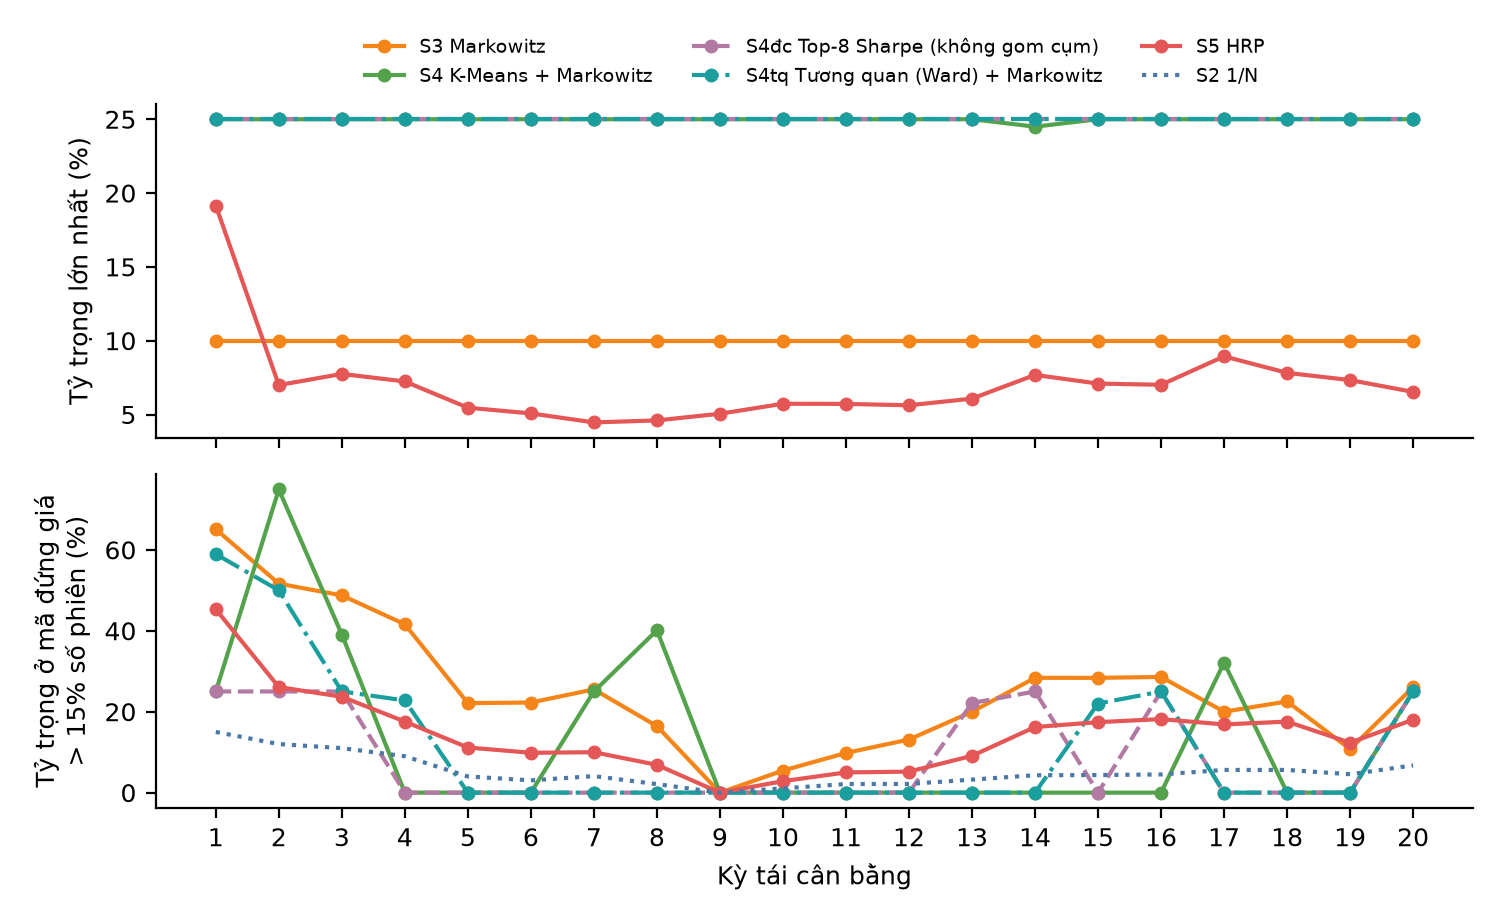 S3 Markowitz
S4 K-Means + Markowitz
S4đc Top-8 Sharpe (không gom cụm)
S4tq Tương quan (Ward) + Markowitz
S5 HRP
S2 1/N
Tỷ trọng lớn nhất (%)
25
20
15
10
5
Tỷ trọng ở mã đứng giá
> 15% số phiên (%)
60
40
20
0
1 2 3 4 5 6 7 8 9 10 11 12 13 14 15 16 17 18 19 20
Kỳ tái cân bằng